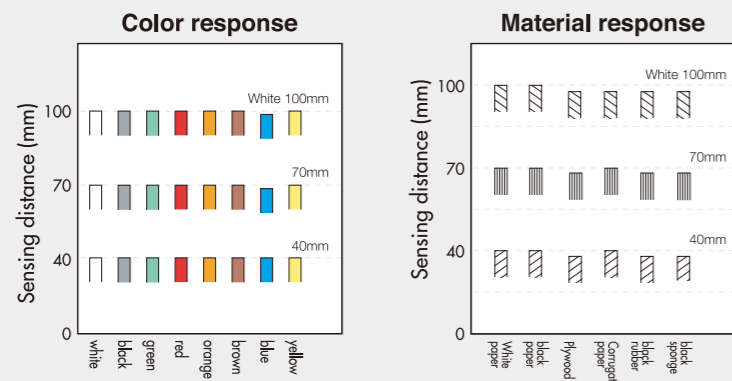 Color response
Sensing distance (mm)
White 100mm
100
70mm
70
40mm
40
0
white
black
green
red
orange
brown
blue
yellow
Material response
Sensing distance (mm)
White 100mm
100
70mm
70
40mm
40
0
White
paper
black
paper
Plywood
Corrugat
paper
black
rubber
black
sponge